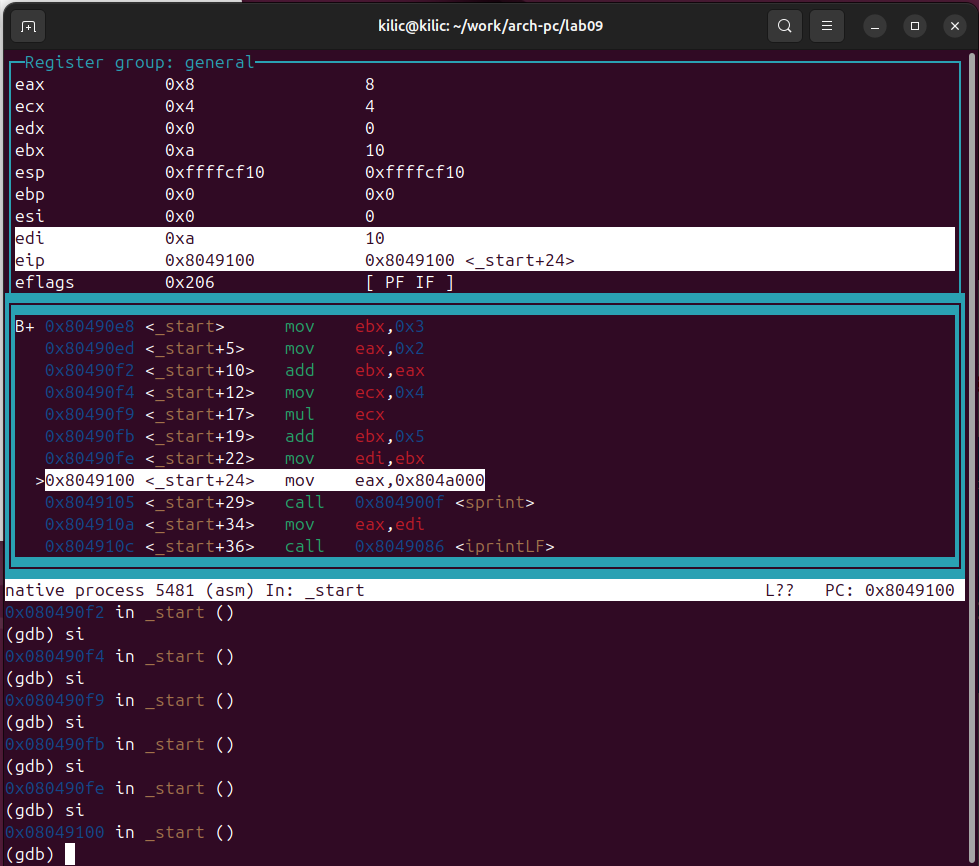 kilic@kilic: ~/work/arch-pc/lab09
Register group: general
eax 0x8 8
ecx 0x4 4
edx 0x0 0
ebx 0xa 10
esp 0xffffcf10 0xffffcf10
ebp 0x0 0x0
esi 0x0 0
edi 0xa 10
eip 0x8049100 0x8049100 <_start+24>
eflags 0x206 [ PF IF ]
B+ 0x80490e8 <_start> mov ebx,0x3
0x80490ed <_start+5> mov eax,0x2
0x80490f2 <_start+10> add ebx,eax
0x80490f4 <_start+12> mov ecx,0x4
0x80490f9 <_start+17> mul ecx
0x80490fb <_start+19> add ebx,0x5
0x80490fe <_start+22> mov edi,ebx
>0x8049100 <_start+24> mov eax,0x804a000
0x8049105 <_start+29> call 0x804900f <sprint>
0x804910a <_start+34> mov eax,edi
0x804910c <_start+36> call 0x8049086 <iprintLF>
native process 5481 (asm) In: _start L?? PC: 0x8049100
0x080490f2 in _start ()
(gdb) si
0x080490f4 in _start ()
(gdb) si
0x080490f9 in _start ()
(gdb) si
0x080490fb in _start ()
(gdb) si
0x080490fe in _start ()
(gdb) si
0x08049100 in _start ()
(gdb)